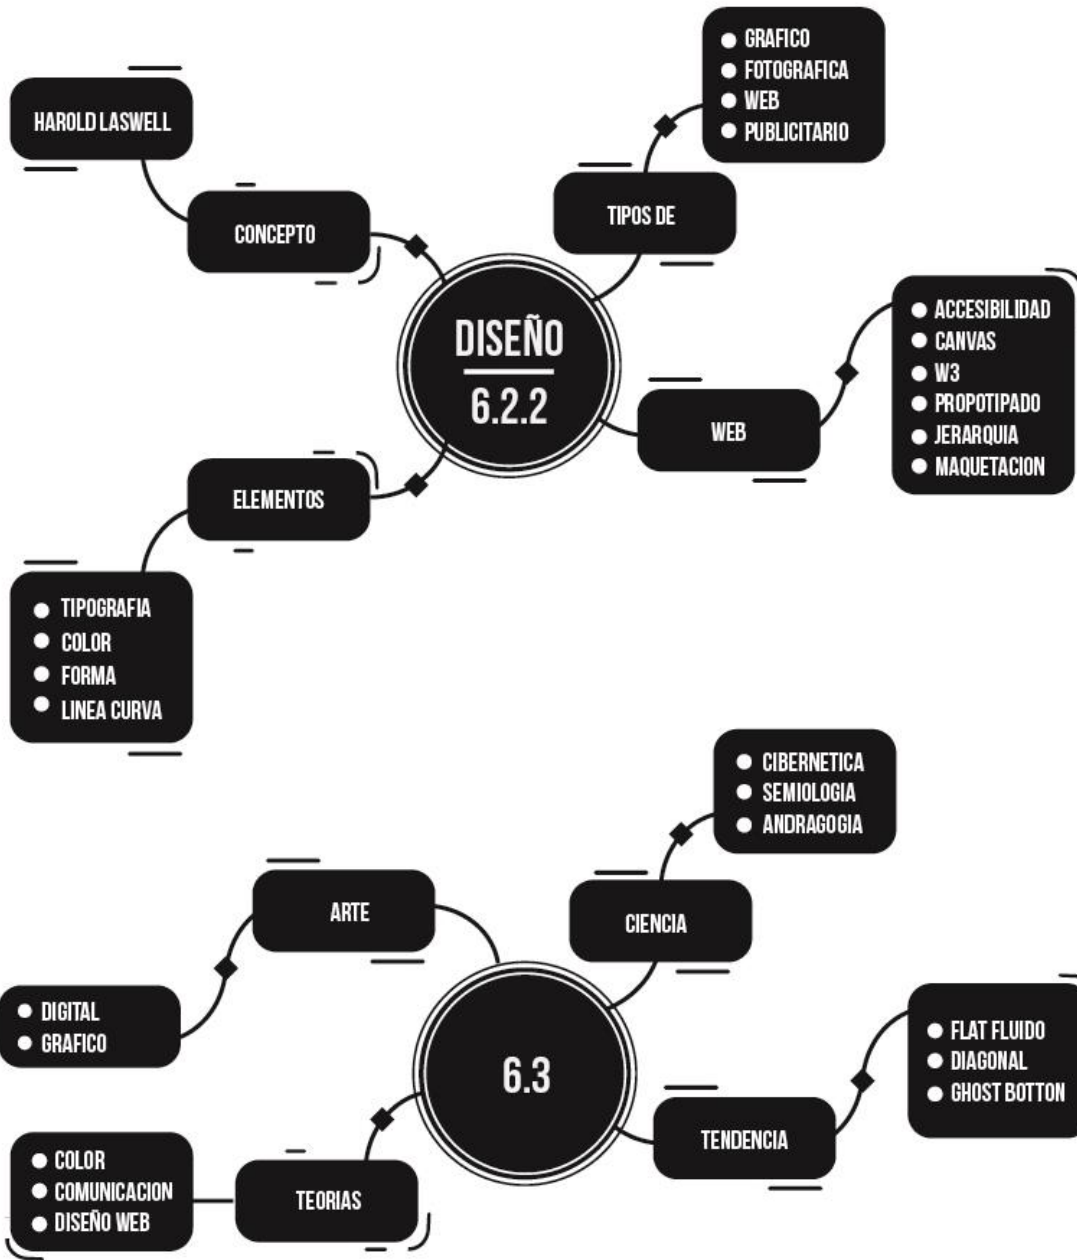 HAROLD LASWELL
CONCEPTO
GRAFICO
FOTOGRAFICA
WEB
PUBLICITARIO
TIPOS DE
DISEÑO
6.2.2
WEB
ACCESIBILIDAD
CANVAS
W3
PROPOTIPADO
JERARQUIA
MAQUETACION
ELEMENTOS
TIPOGRAFIA
COLOR
FORMA
LINEA CURVA
CIBERNETICA
SEMIOLOGIA
ANDRAGOGIA
CIENCIA
ARTE
DIGITAL
GRAFICO
6.3
FLAT FLUIDO
DIAGONAL
GHOST BOTTON
TENDENCIA
TEORIAS
COLOR
COMUNICACION
DISEÑO WEB